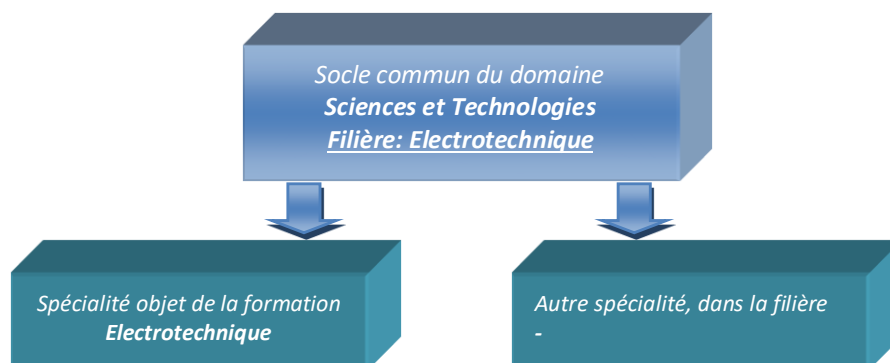 Socle commun du domaine
Sciences et Technologies
Filière: Electrotechnique
Spécialité objet de la formation
Electrotechnique
Autre spécialité, dans la filière
-